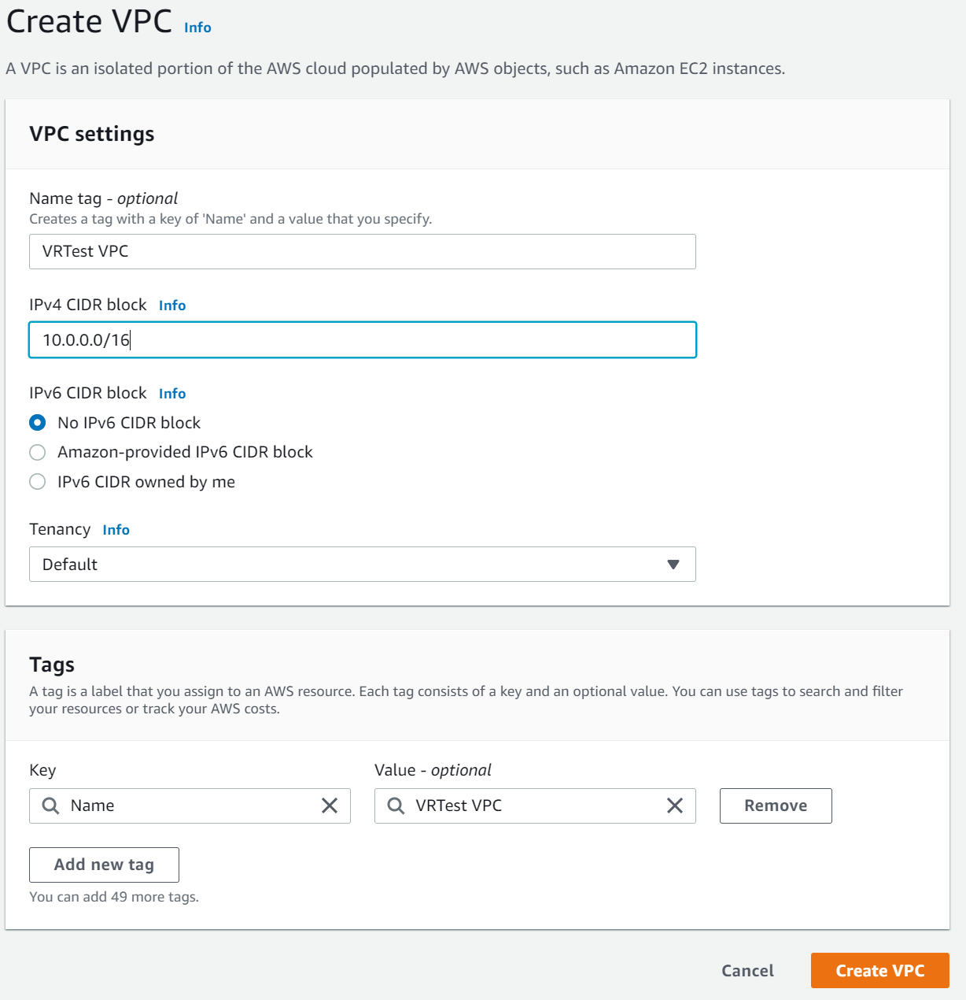 Create VPC Info
A VPC is an isolated portion of the AWS cloud populated by AWS objects, such as Amazon EC2 instances.
VPC settings
Name tag - optional
Creates a tag with a key of 'Name' and a value that you specify.
VRTest VPC
IPv4 CIDR block Info
10.0.0.0/16
IPv6 CIDR block Info
No IPv6 CIDR block
Amazon-provided IPv6 CIDR block
IPv6 CIDR owned by me
Tenancy Info
Default
Tags
A tag is a label that you assign to an AWS resource. Each tag consists of a key and an optional value. You can use tags to search and filter
your resources or track your AWS costs.
Key Value - optional
Name VRTest VPC Remove
Add new tag
You can add 49 more tags.
Cancel Create VPC